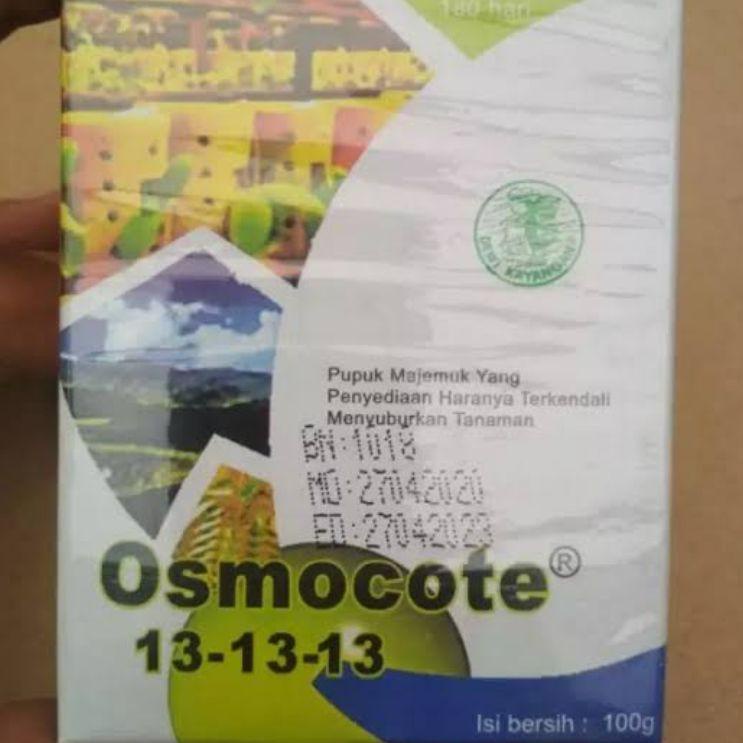 180 hari
DEWI KAYANGAN
Pupuk Majemuk Yang
Penyediaan Haranya Terkendali
Menyuburkan Tanaman
BN:1018
MD:27042020
ED:27042023
Osmocote®
13-13-13
Isi bersih : 100g